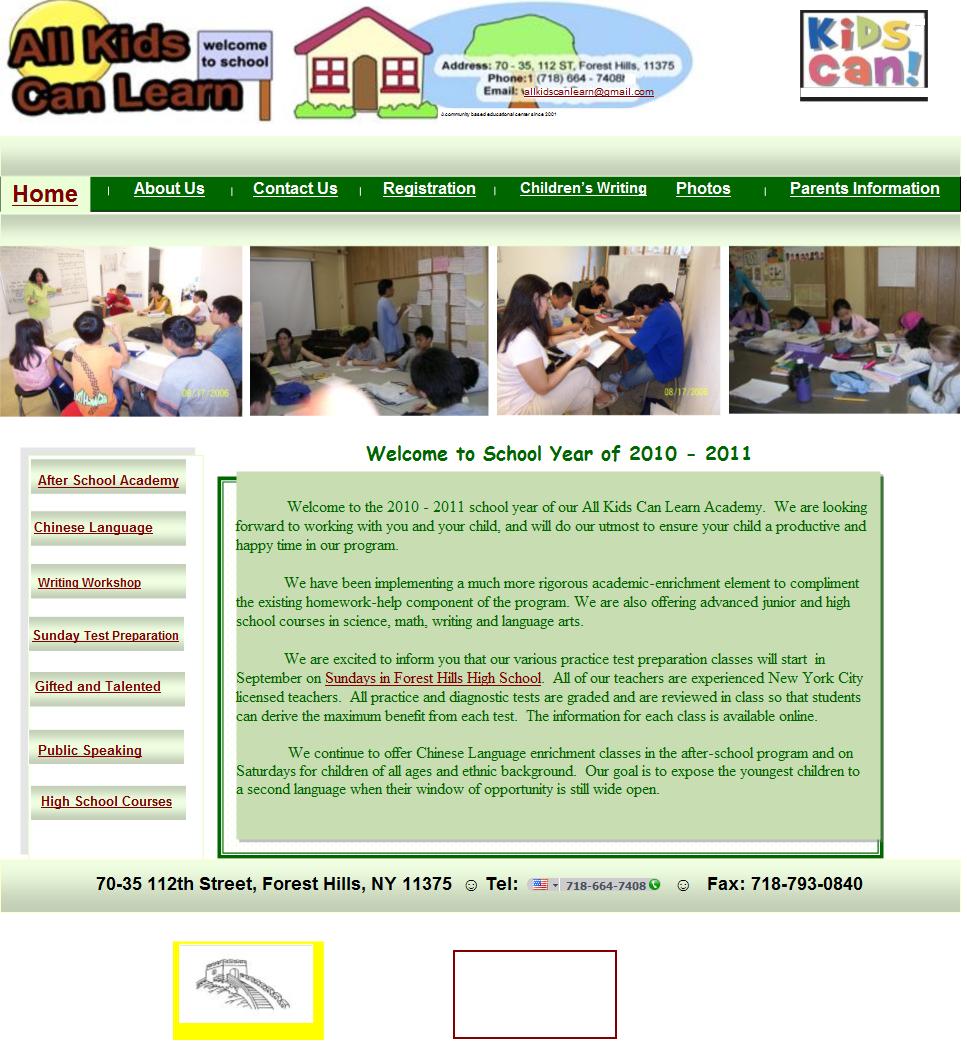 All Kids
Can Learn
welcome
to school
Address: 70 - 35, 112 ST, Forest Hills, 11375
Phone:1 (718) 664 - 7408
Email: allkidscanlearn@gmail.com
A community based educational center since 2001
KiDS
can!
Home | About Us | Contact Us | Registration | Children's Writing Photos | Parents Information
08/17/2006
08/17/2006
Welcome to School Year of 2010 - 2011
After School Academy
Chinese Language
Writing Workshop
Sunday Test Preparation
Gifted and Talented
Public Speaking
High School Courses
Welcome to the 2010 - 2011 school year of our All Kids Can Learn Academy. We are looking
forward to working with you and your child, and will do our utmost to ensure your child a productive and
happy time in our program.
We have been implementing a much more rigorous academic-enrichment element to compliment
the existing homework-help component of the program. We are also offering advanced junior and high
school courses in science, math, writing and language arts.
We are excited to inform you that our various practice test preparation classes will start in
September on Sundays in Forest Hills High School. All of our teachers are experienced New York City
licensed teachers. All practice and diagnostic tests are graded and are reviewed in class so that students
can derive the maximum benefit from each test. The information for each class is available online.
We continue to offer Chinese Language enrichment classes in the after-school program and on
Saturdays for children of all ages and ethnic background. Our goal is to expose the youngest children to
a second language when their window of opportunity is still wide open.
70-35 112th Street, Forest Hills, NY 11375 ☺ Tel: 718-664-7408 ☺ Fax: 718-793-0840